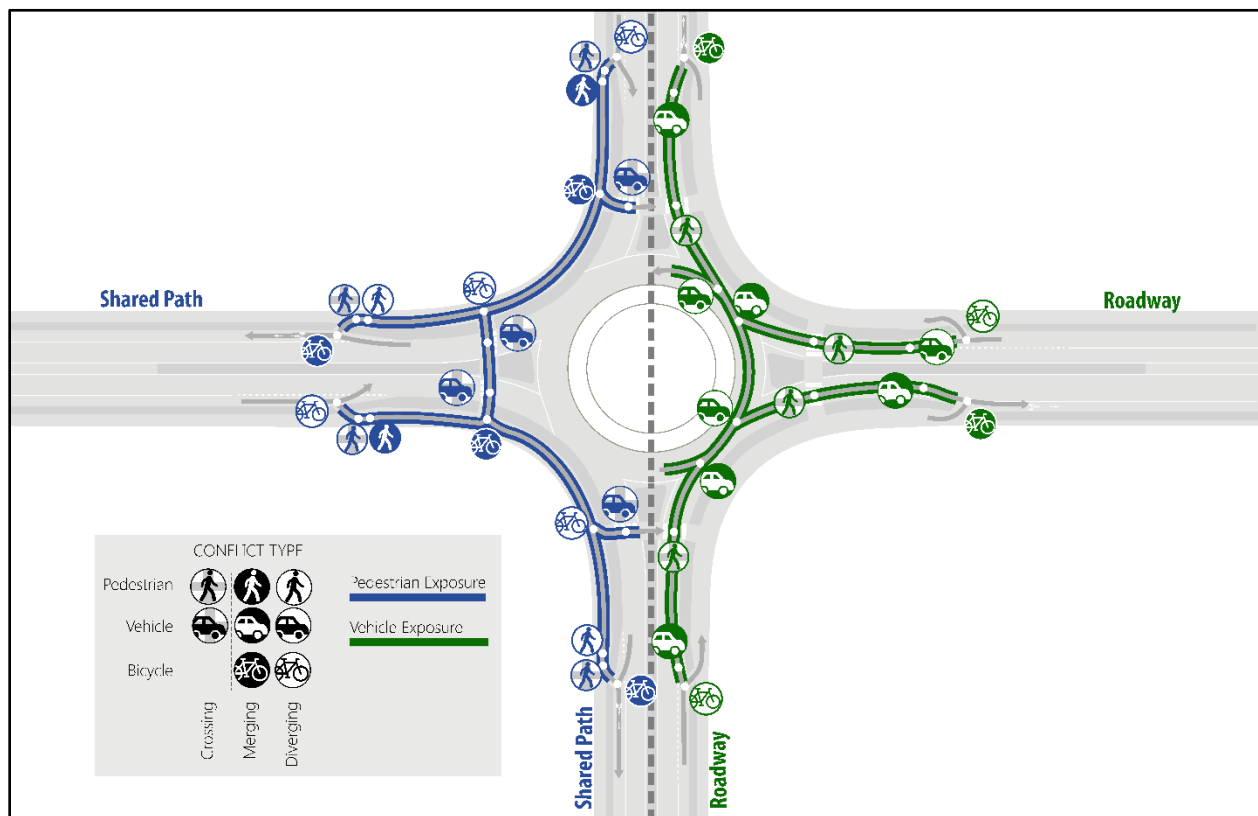 Shared Path
Roadway
CONFLICT TYPE
Pedestrian
Vehicle
Bicycle
Crossing
Merging
Diverging
Pedestrian Exposure
Vehicle Exposure
Shared Path
Roadway